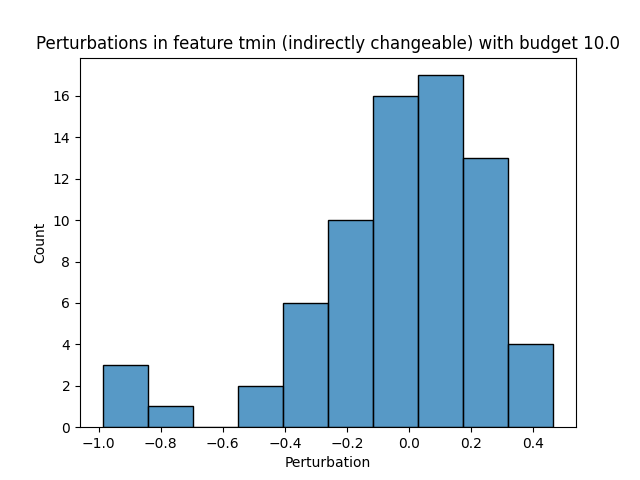 Perturbations in feature tmin (indirectly changeable) with budget 10.0
Count
16
14
12
10
8
6
4
2
0
−1.0 −0.8 −0.6 −0.4 −0.2 0.0 0.2 0.4
Perturbation